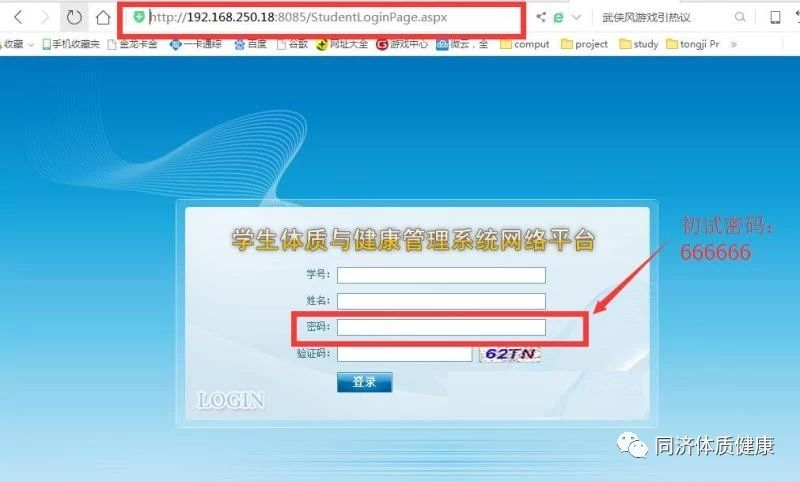 http://192.168.250.18:8085/StudentLoginPage.aspx
武侠风游戏引热议
收藏
手机收藏夹
金龙卡金
一卡通综
百度
谷歌
网址大全
G3
游戏中心
微云，全
comput
project
study
tongji Pr
»
学生体质与健康管理系统网络平台
初试密码：
666666
学号：
姓名：
密码：
验证码：
62TN
登录
LOGIN
同济体质健康